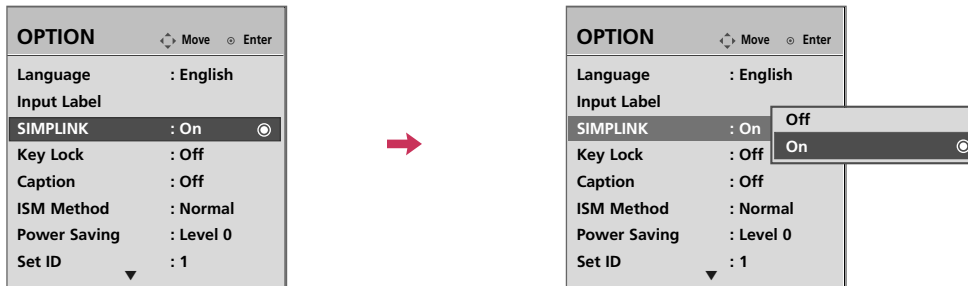 OPTION Move Enter
Language : English
Input Label
SIMPLINK : On
Key Lock : Off
Caption : Off
ISM Method : Normal
Power Saving : Level 0
Set ID : 1
OPTION Move Enter
Language : English
Input Label
SIMPLINK : On
Key Lock : Off
Caption : Off
ISM Method : Normal
Power Saving : Level 0
Set ID : 1
Off
On